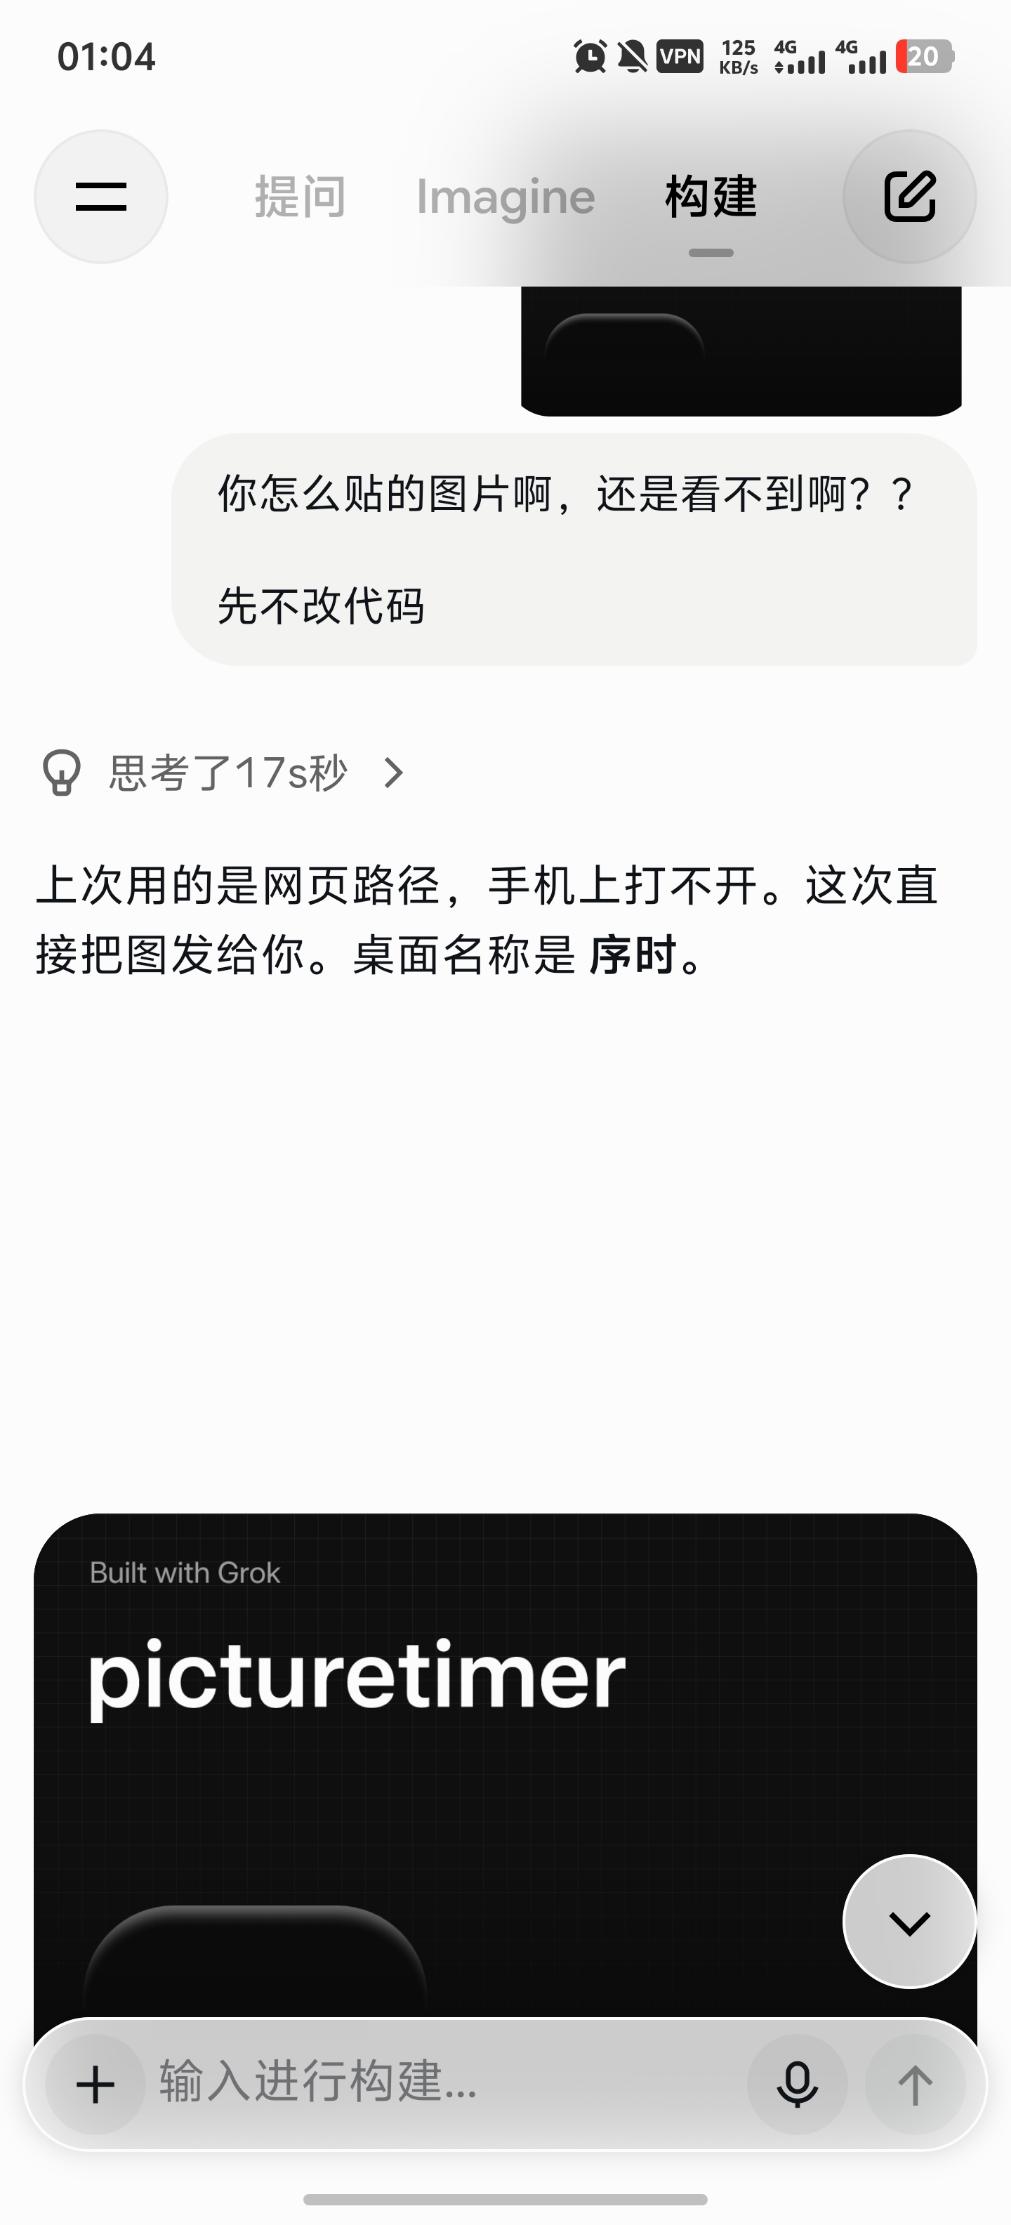 01:04
VPN
125
KB/s
4G
4G
20
提问
Imagine
构建
你怎么贴的图片啊，还是看不到啊？？
先不改代码
思考了17s秒
上次用的是网页路径，手机上打不开。这次直
接把图发给你。桌面名称是 序时。
Built with Grok
picturetimer
输入进行构建...